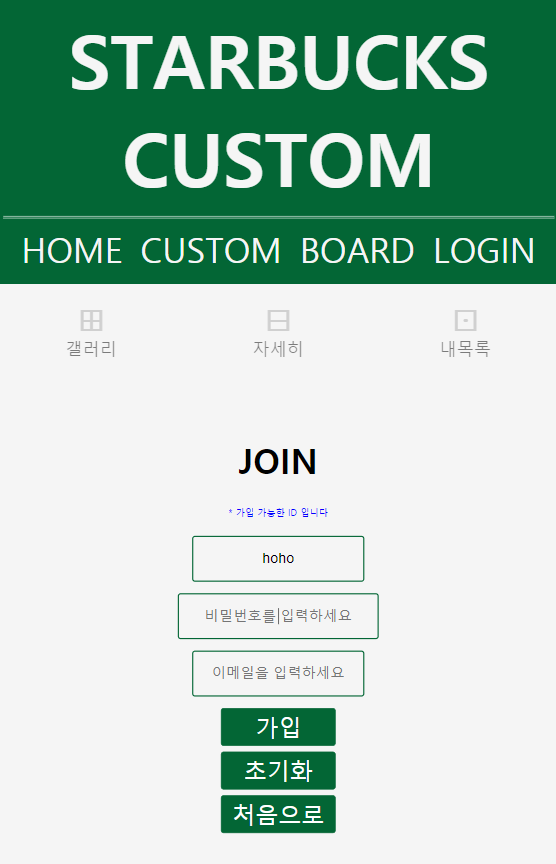 STARBUCKS
CUSTOM
HOME CUSTOM BOARD LOGIN
갤러리 자세히 내목록
JOIN
* 가입 가능한 ID 입니다
hoho
비밀번호를 입력하세요
이메일을 입력하세요
가입
초기화
처음으로